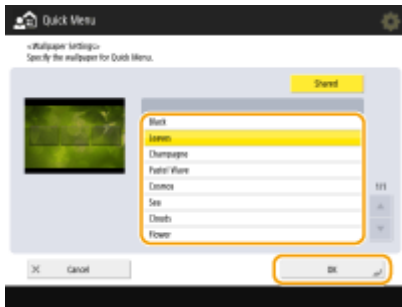 Quick Menu
<Wallpaper Settings>
Specify the wallpaper for Quick Menu.
Shared
Black
Leaves
Champagne
Pastel Wave
Cosmos
Sea
Clouds
Flower
1/1
Cancel
OK